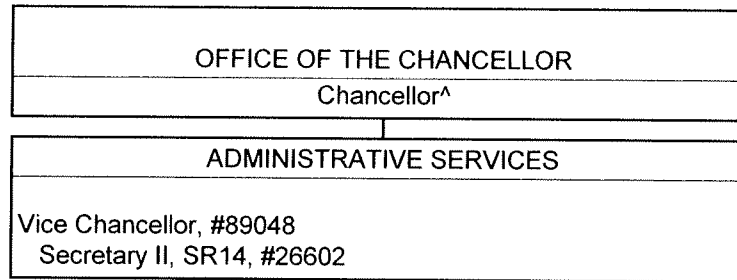 OFFICE OF THE CHANCELLOR
Chancellor^
ADMINISTRATIVE SERVICES
Vice Chancellor, #89048
Secretary II, SR14, #26602